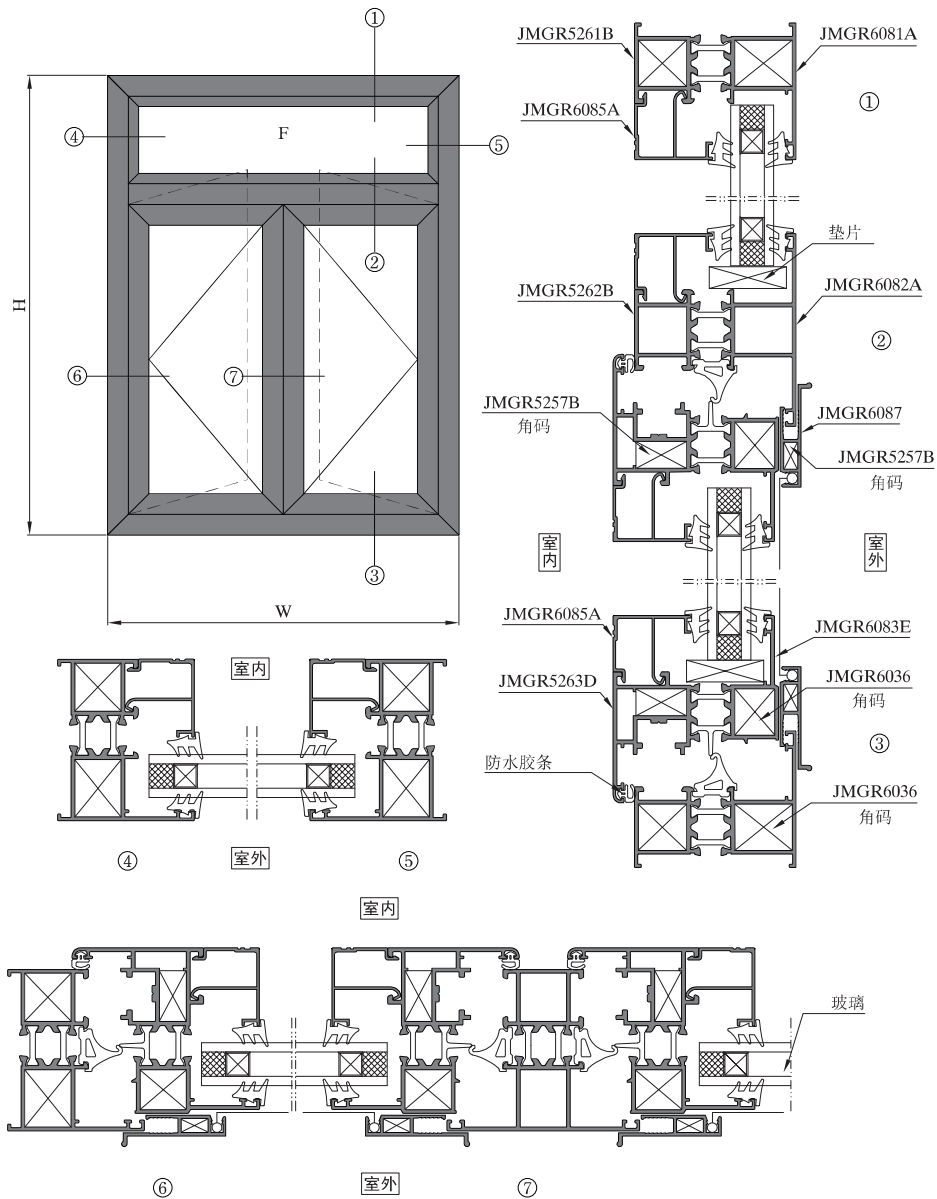 ①
F
④
⑤
②
H
⑥
⑦
③
W
JMGR5261B
JMGR6081A
①
JMGR6085A
垫片
JMGR5262B
JMGR6082A
②
JMGR5257B
角码
JMGR6087
JMGR5257B
角码
室内
室外
JMGR6085A
JMGR6083E
JMGR5263D
JMGR6036
角码
③
防水胶条
JMGR6036
角码
室内
④
室外
⑤
室内
玻璃
⑥
室外
⑦